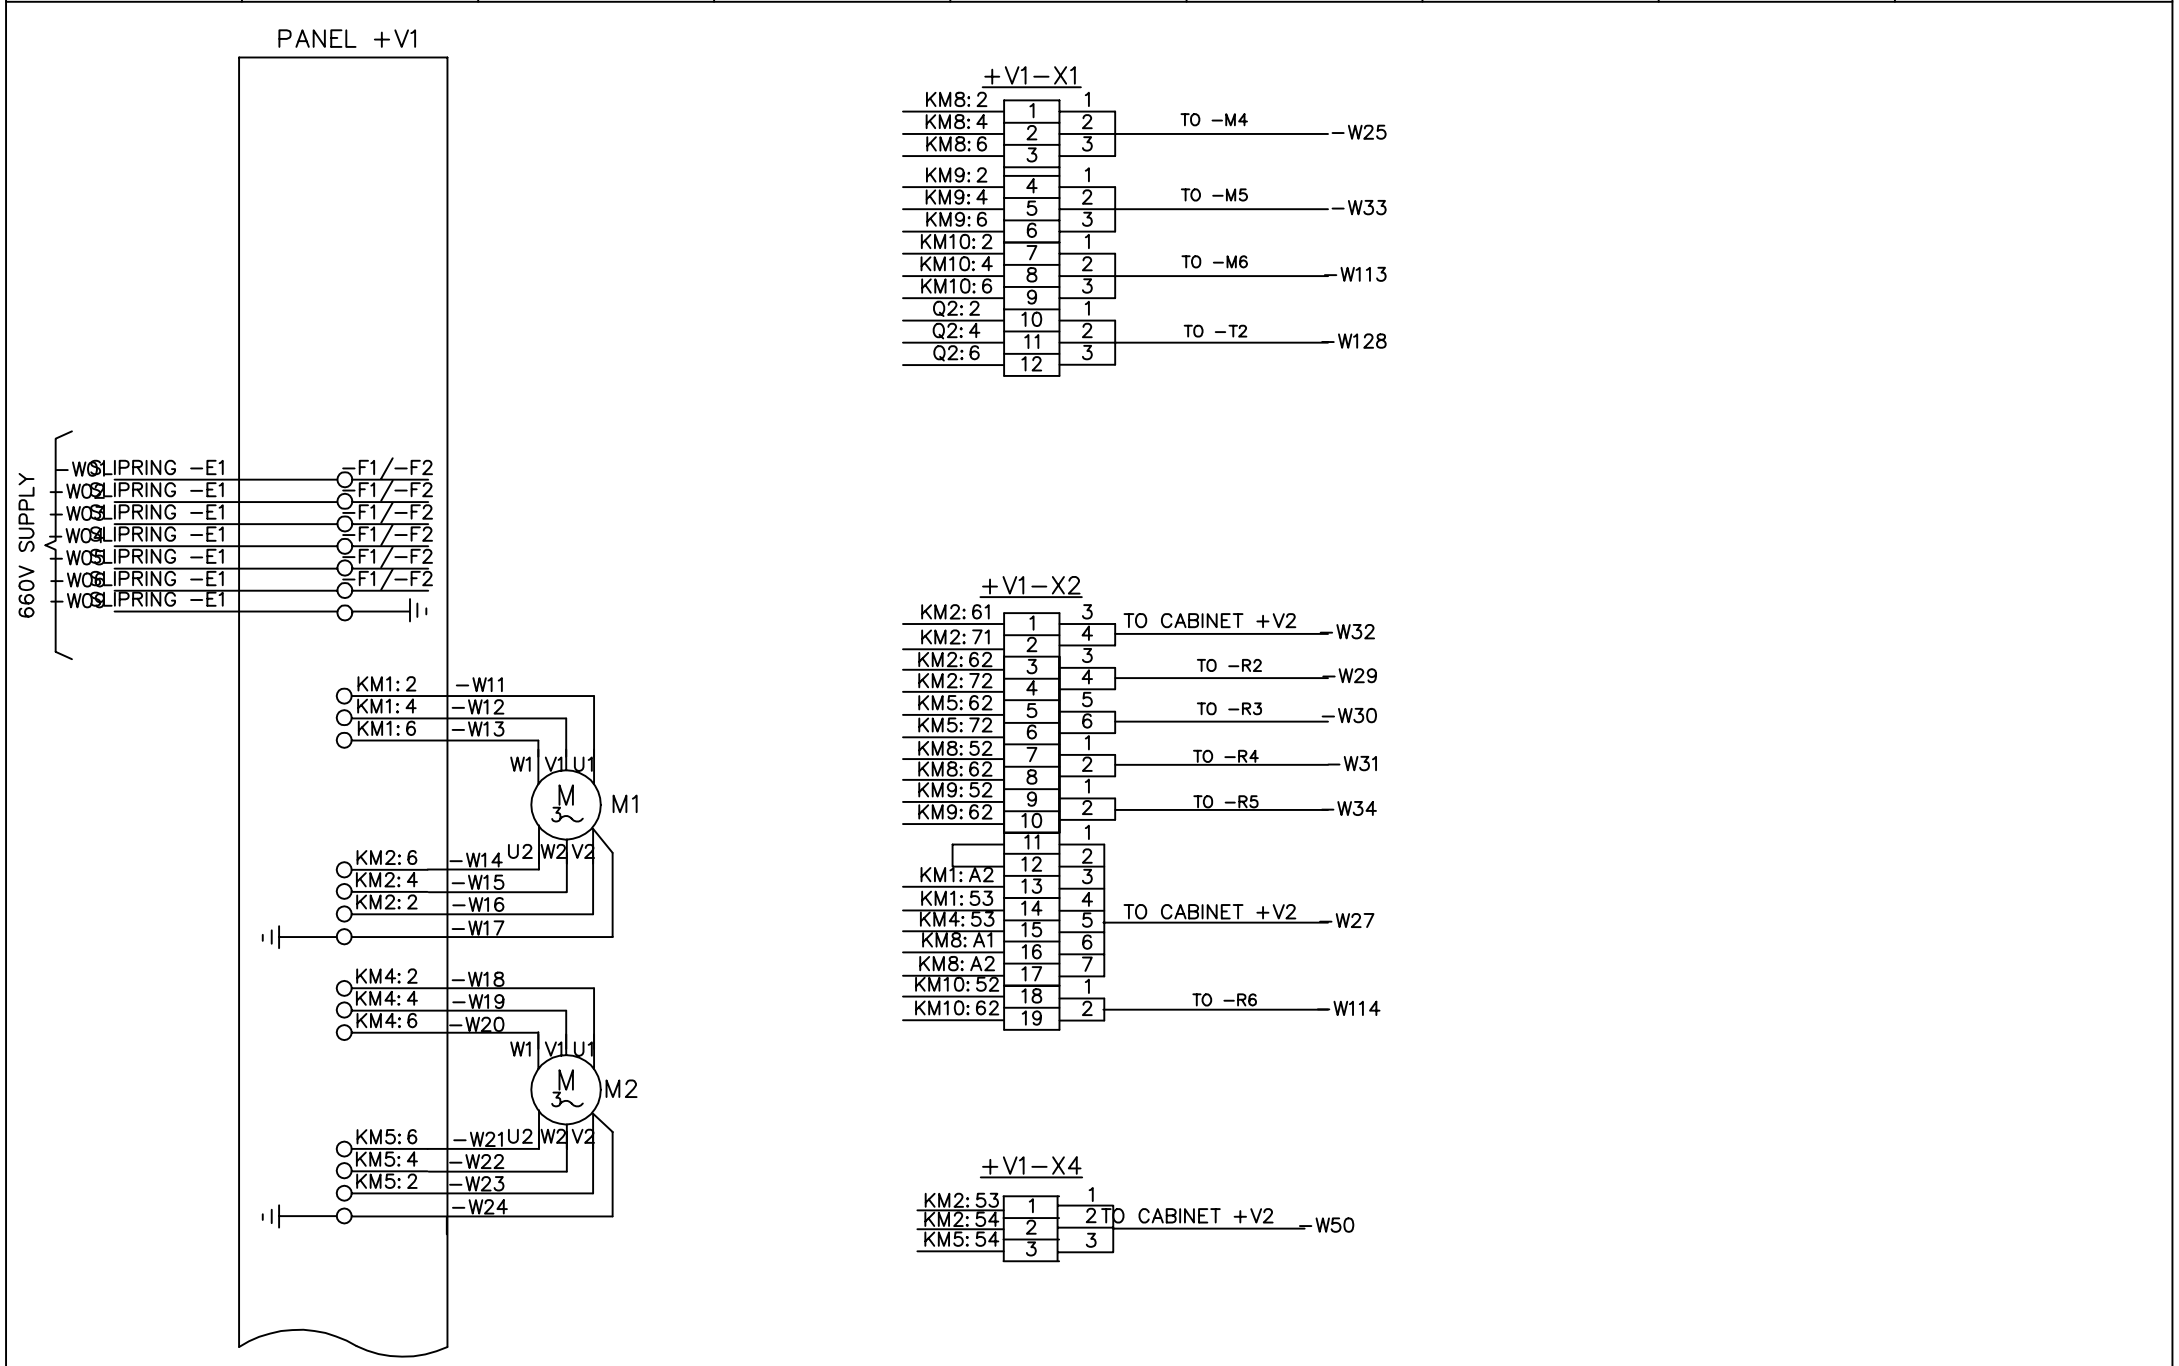 PANEL +V1
660V SUPPLY
-W01 SLIPRING -E1 -F1/-F2
-W02 SLIPRING -E1 -F1/-F2
-W03 SLIPRING -E1 -F1/-F2
-W04 SLIPRING -E1 -F1/-F2
-W05 SLIPRING -E1 -F1/-F2
-W06 SLIPRING -E1 -F1/-F2
-W09 SLIPRING -E1
KM1:2 -W11
KM1:4 -W12
KM1:6 -W13
W1 V1 U1
M 3~ M1
U2 W2 V2
KM2:6 -W14
KM2:4 -W15
KM2:2 -W16
-W17
KM4:2 -W18
KM4:4 -W19
KM4:6 -W20
W1 V1 U1
M 3~ M2
KM5:6 -W21 U2 W2 V2
KM5:4 -W22
KM5:2 -W23
-W24
+V1-X1
KM8:2 1 1
KM8:4 2 2 TO -M4 -W25
KM8:6 3 3
KM9:2 4 1
KM9:4 5 2 TO -M5 -W33
KM9:6 6 3
KM10:2 7 1
KM10:4 8 2 TO -M6 -W113
KM10:6 9 3
Q2:2 10 1
Q2:4 11 2 TO -T2 -W128
Q2:6 12 3
+V1-X2
KM2:61 1 3 TO CABINET +V2 -W32
KM2:71 2 4
KM2:62 3 3 TO -R2 -W29
KM2:72 4 4
KM5:62 5 5 TO -R3 -W30
KM5:72 6 6
KM8:52 7 1 TO -R4 -W31
KM8:62 8 2
KM9:52 9 1 TO -R5 -W34
KM9:62 10 2
11 1
12 2
KM1:A2 13 3
KM1:53 14 4 TO CABINET +V2 -W27
KM4:53 15 5
KM8:A1 16 6
KM8:A2 17 7
KM10:52 18 1 TO -R6 -W114
KM10:62 19 2
+V1-X4
KM2:53 1 1
KM2:54 2 2 TO CABINET +V2 -W50
KM5:54 3 3